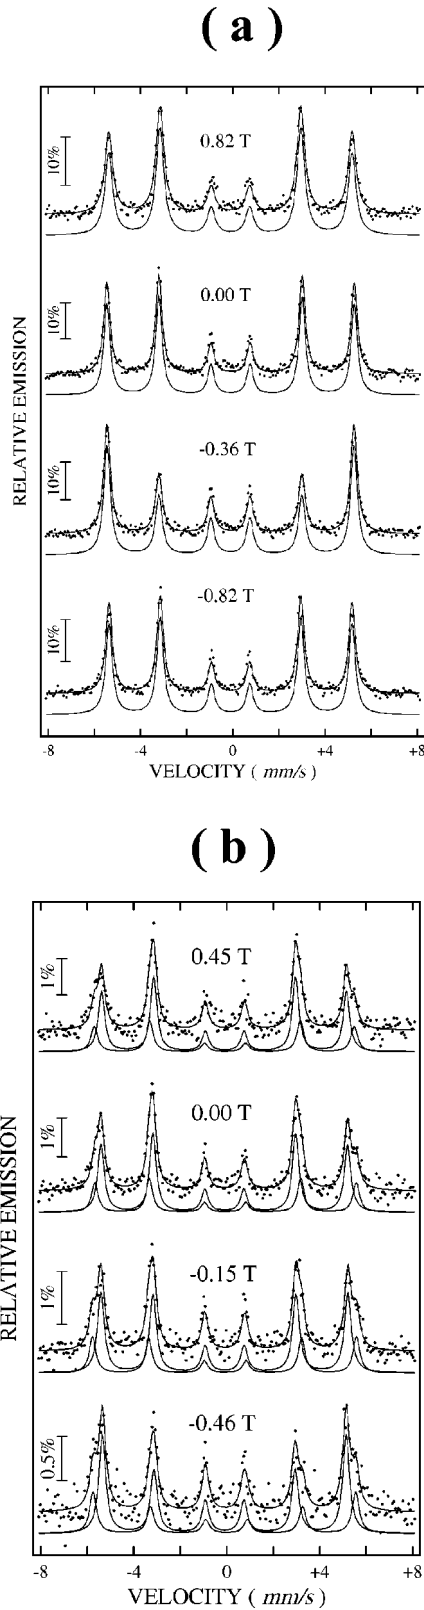 ( a )
0.82 T
10%
0.00 T
10%
-0.36 T
10%
-0.82 T
10%
RELATIVE EMISSION
-8 -4 0 +4 +8
VELOCITY ( mm/s )
( b )
0.45 T
1%
0.00 T
1%
-0.15 T
1%
-0.46 T
0.5%
RELATIVE EMISSION
-8 -4 0 +4 +8
VELOCITY ( mm/s )